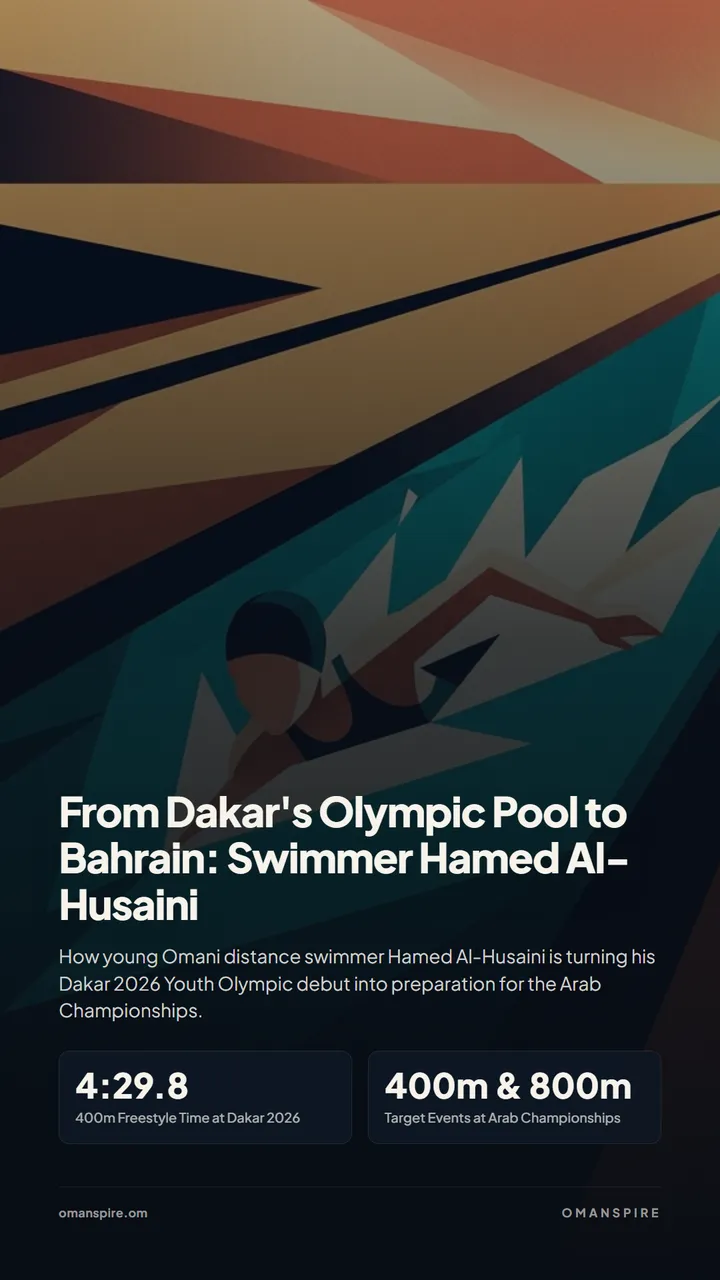 From Dakar's Olympic Pool to
Bahrain: Swimmer Hamed Al-
Husaini
How young Omani distance swimmer Hamed Al-Husaini is turning his
Dakar 2026 Youth Olympic debut into preparation for the Arab
Championships.
4:29.8
400m Freestyle Time at Dakar 2026
400m & 800m
Target Events at Arab Championships
omanspire.om
OMANSPIRE